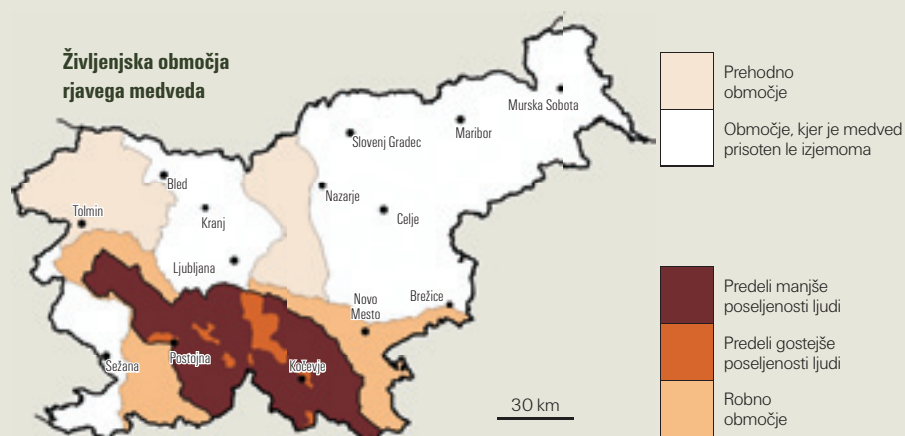 Življenjska območja
rjavega medveda
Prehodno
območje
Območje, kjer je medved
prisoten le izjemoma
Murska Sobota
Maribor
Slovenj Gradec
Bled
Nazarje
Kranj
Celje
Tolmin
Ljubljana
Novo
Mesto
Brežice
Sežana
Postojna
Kočevje
Predeli manjše
poseljenosti ljudi
Predeli gostejše
poseljenosti ljudi
Robno
območje
30 km